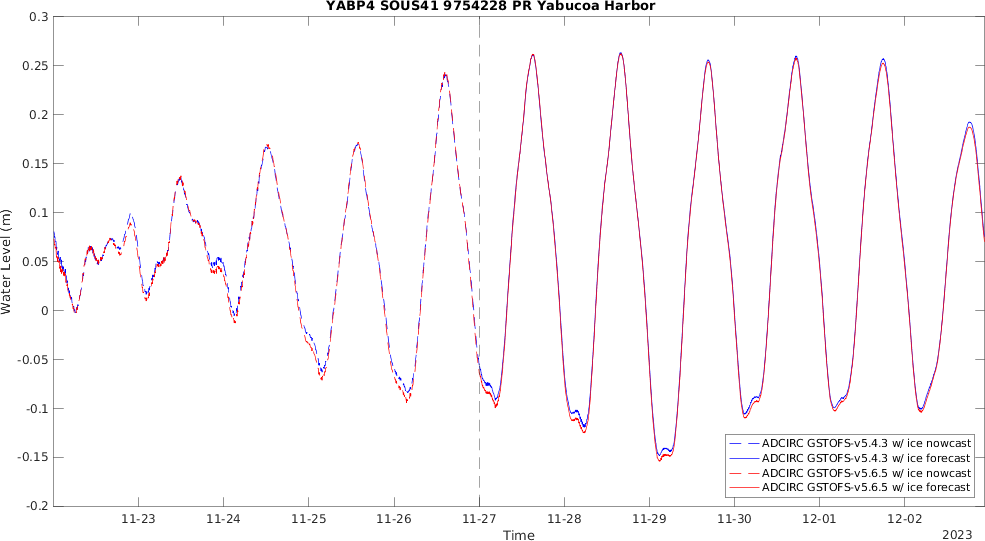 YABP4 SOUS41 9754228 PR Yabucoa Harbor
0.3
0.25
0.2
0.15
0.1
0.05
0
-0.05
-0.1
-0.15
-0.2
Water Level (m)
ADCIRC GSTOFS-v5.4.3 w/ ice nowcast
ADCIRC GSTOFS-v5.4.3 w/ ice forecast
ADCIRC GSTOFS-v5.6.5 w/ ice nowcast
ADCIRC GSTOFS-v5.6.5 w/ ice forecast
11-23 11-24 11-25 11-26 11-27 11-28 11-29 11-30 12-01 12-02
Time
2023